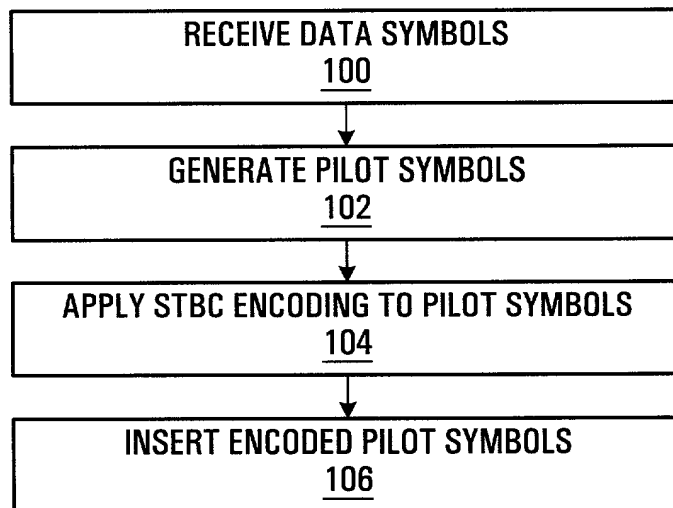 RECEIVE DATA SYMBOLS
100
GENERATE PILOT SYMBOLS
102
APPLY STBC ENCODING TO PILOT SYMBOLS
104
INSERT ENCODED PILOT SYMBOLS
106